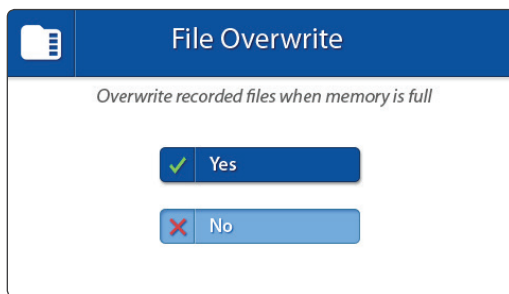 File Overwrite
Overwrite recorded files when memory is full
Yes
No